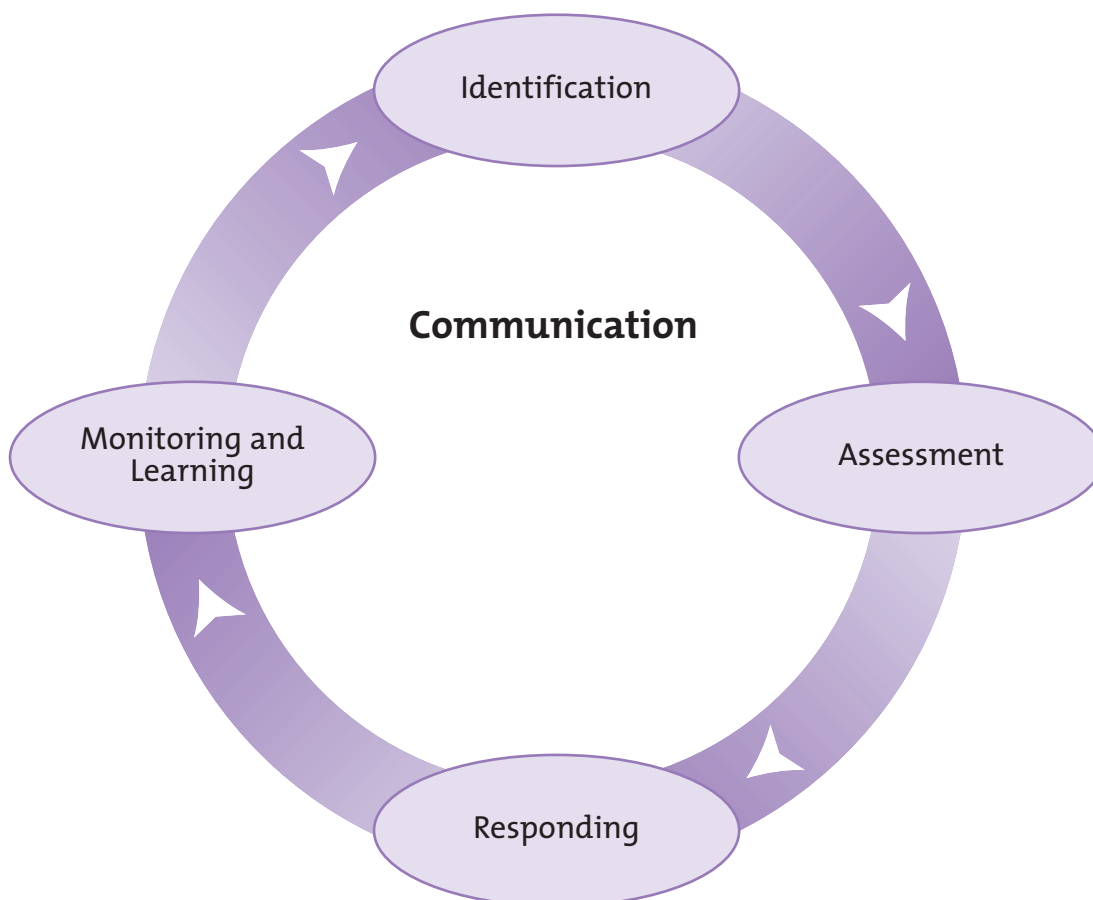 Identification
Communication
Monitoring and
Learning
Assessment
Responding